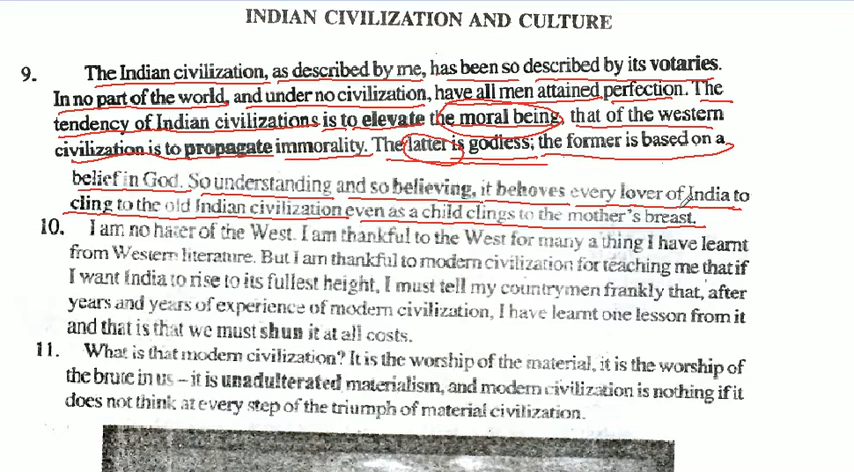 INDIAN CIVILIZATION AND CULTURE
9. The Indian civilization, as described by me, has been so described by its votaries.
In no part of the world, and under no civilization, have all men attained perfection. The
tendency of Indian civilizations is to elevate the moral being, that of the western
civilization is to propagate immorality. The latter is godless; the former is based on a
belief in God. So understanding and so believing, it behoves every lover of India to
cling to the old Indian civilization even as a child clings to the mother's breast.
10. I am no hater of the West. I am thankful to the West for many a thing I have learnt
from Western literature. But I am thankful to modern civilization for teaching me that if
I want India to rise to its fullest height, I must tell my countrymen frankly that, after
years and years of experience of modern civilization, I have learnt one lesson from it
and that is that we must shun it at all costs.
11. What is that modern civilization? It is the worship of the material, it is the worship of
the brute in us – it is unadulterated materialism, and modern civilization is nothing if it
does not think at every step of the triumph of material civilization.